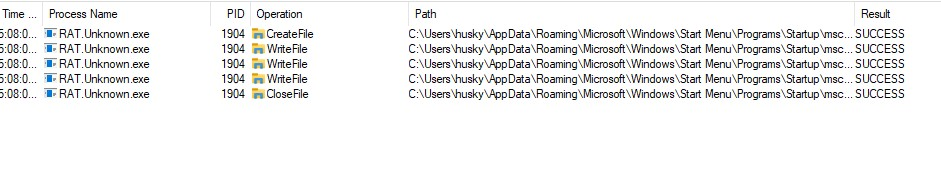 Time ... Process Name PID Operation Path Result
5:08:0... RAT.Unknown.exe 1904 CreateFile C:\Users\husky\AppData\Roaming\Microsoft\Windows\Start Menu\Programs\Startup\msc... SUCCESS
5:08:0... RAT.Unknown.exe 1904 WriteFile C:\Users\husky\AppData\Roaming\Microsoft\Windows\Start Menu\Programs\Startup\msc... SUCCESS
5:08:0... RAT.Unknown.exe 1904 WriteFile C:\Users\husky\AppData\Roaming\Microsoft\Windows\Start Menu\Programs\Startup\msc... SUCCESS
5:08:0... RAT.Unknown.exe 1904 WriteFile C:\Users\husky\AppData\Roaming\Microsoft\Windows\Start Menu\Programs\Startup\msc... SUCCESS
5:08:0... RAT.Unknown.exe 1904 CloseFile C:\Users\husky\AppData\Roaming\Microsoft\Windows\Start Menu\Programs\Startup\msc... SUCCESS